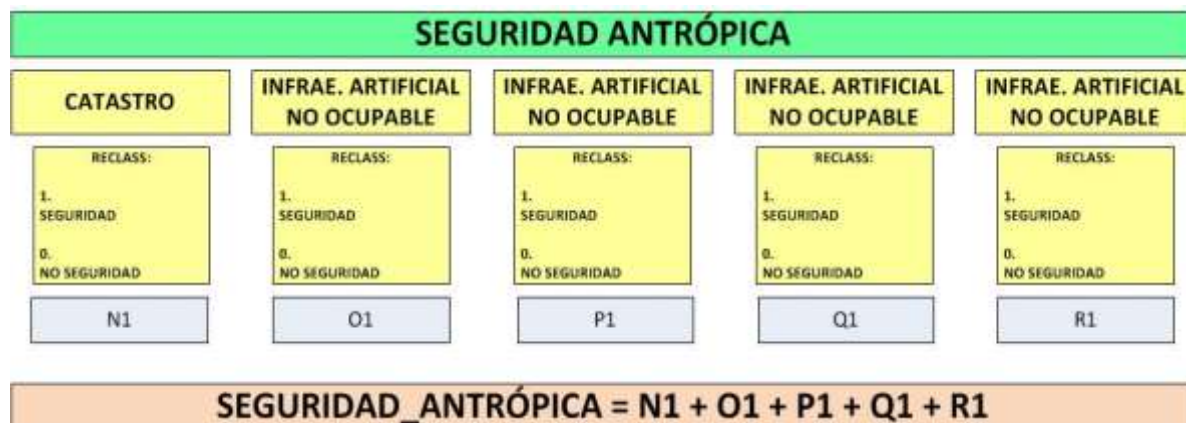 SEGURIDAD ANTRÓPICA
CATASTRO
INFRAE. ARTIFICIAL
NO OCUPABLE
INFRAE. ARTIFICIAL
NO OCUPABLE
INFRAE. ARTIFICIAL
NO OCUPABLE
INFRAE. ARTIFICIAL
NO OCUPABLE
RECLASS:
1.
SEGURIDAD
0.
NO SEGURIDAD
RECLASS:
1.
SEGURIDAD
0.
NO SEGURIDAD
RECLASS:
1.
SEGURIDAD
0.
NO SEGURIDAD
RECLASS:
1.
SEGURIDAD
0.
NO SEGURIDAD
RECLASS:
1.
SEGURIDAD
0.
NO SEGURIDAD
N1
O1
P1
Q1
R1
SEGURIDAD_ANTRÓPICA = N1 + O1 + P1 + Q1 + R1